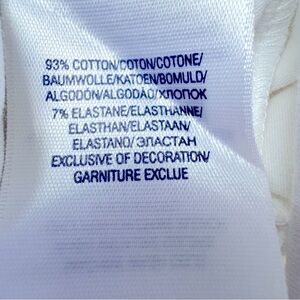 93% COTTON/COTON/COTONE/
BAUMWOLLE/KATOEN/BOMULD/
ALGODÓN/ALGODÃO/ХЛОПОК
7% ELASTANE/ELASTHANNE/
ELASTHAN/ELASTAAN/
ELASTANO/ ЭЛАСТАН
EXCLUSIVE OF DECORATION/
GARNITURE EXCLUE